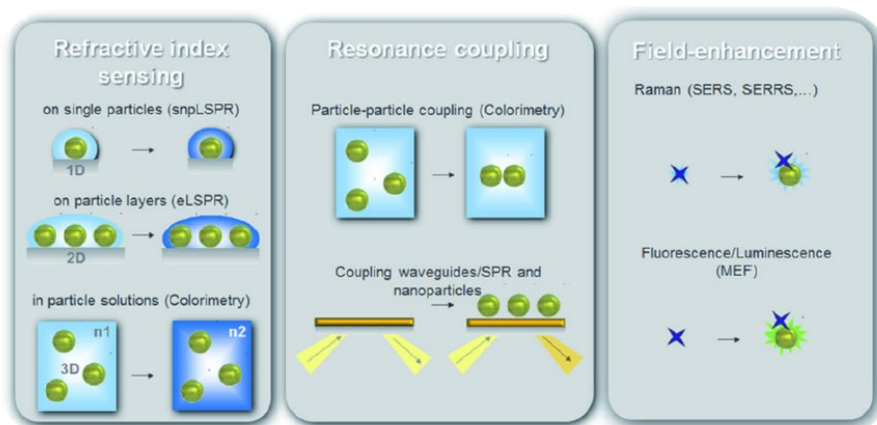 Refractive index
sensing
on single particles (snpLSPR)
1D
on particle layers (eLSPR)
2D
in particle solutions (Colorimetry)
n1
n2
3D
Resonance coupling
Particle-particle coupling (Colorimetry)
Coupling waveguides/SPR and
nanoparticles
Field-enhancement
Raman (SERS, SERRS,...)
Fluorescence/Luminescence
(MEF)